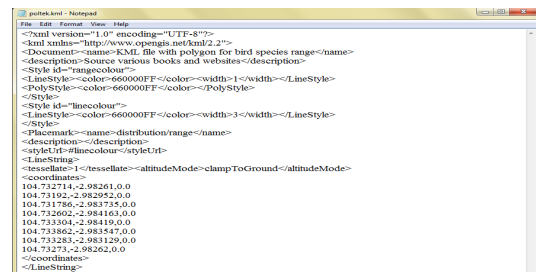 poltek.kml - Notepad
File Edit Format View Help
<?xml version="1.0" encoding="UTF-8"?>
<kml xmlns="http://www.opengis.net/kml/2.2">
<Document><name>KML file with polygon for bird species range</name>
<description>Source various books and websites</description>
<Style id="rangecolour">
<LineStyle><color>660000FF</color><width>1</width></LineStyle>
<PolyStyle><color>660000FF</color></PolyStyle>
</Style>
<Style id="linecolour">
<LineStyle><color>660000FF</color><width>3</width></LineStyle>
</Style>
<Placemark><name>distribution/range</name>
<description></description>
<styleUrl>#linecolour</styleUrl>
<LineString>
<tessellate>1</tessellate><altitudeMode>clampToGround</altitudeMode>
<coordinates>
104.732714,-2.98261,0.0
104.73192,-2.982952,0.0
104.731786,-2.983735,0.0
104.732602,-2.984163,0.0
104.733304,-2.98419,0.0
104.733862,-2.983547,0.0
104.733283,-2.983129,0.0
104.73273,-2.98262,0.0
</coordinates>
</LineString>